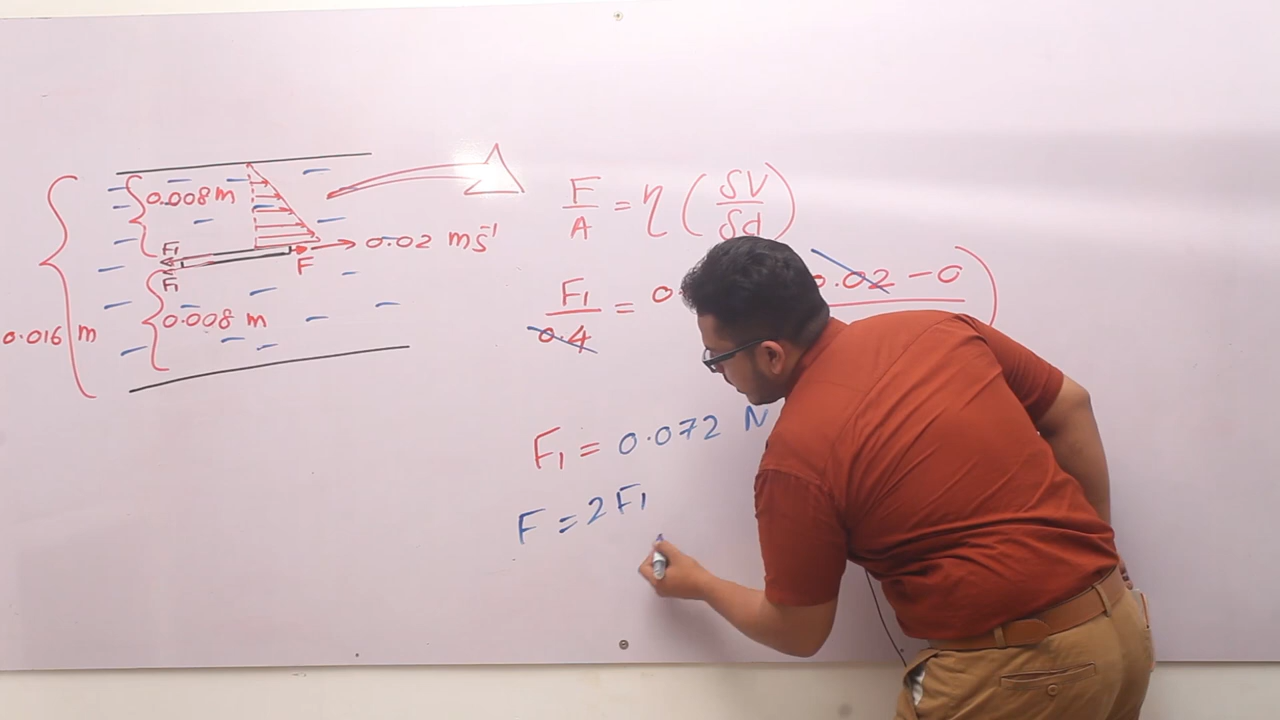 0.008 m
F₁
F₁
F
0.02 ms⁻¹
0.008 m
0.016 m
F/A = η (δV/δd)
F₁/0.4 = 0. 0.02 - 0
F₁ = 0.072 N
F = 2F₁